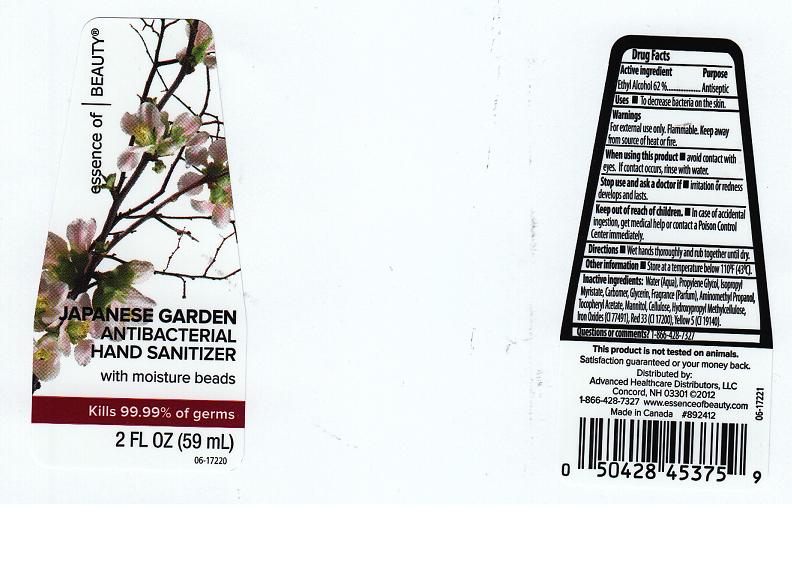 essence of | BEAUTY®
JAPANESE GARDEN
ANTIBACTERIAL
HAND SANITIZER
with moisture beads
Kills 99.99% of germs
2 FL OZ (59 mL)
06-17220
Drug Facts
Active ingredient Purpose
Ethyl Alcohol 62 %.................... Antiseptic
Uses ■ To decrease bacteria on the skin.
Warnings
For external use only. Flammable. Keep away
from source of heat or fire.
When using this product ■ avoid contact with
eyes. If contact occurs, rinse with water.
Stop use and ask a doctor if ■ irritation or redness
develops and lasts.
Keep out of reach of children. ■ In case of accidental
ingestion, get medical help or contact a Poison Control
Center immediately.
Directions ■ Wet hands thoroughly and rub together until dry.
Other information ■ Store at a temperature below 110ºF (43ºC).
Inactive ingredients: Water (Aqua), Propylene Glycol, Isopropyl
Myristate, Carbomer, Glycerin, Fragrance (Parfum), Aminomethyl Propanol,
Tocopheryl Acetate, Mannitol, Cellulose, Hydroxypropyl Methylcellulose,
Iron Oxides (CI 77491), Red 33 (CI 17200), Yellow 5 (CI 19140).
Questions or comments? 1-866-428-7327
This product is not tested on animals.
Satisfaction guaranteed or your money back.
Distributed by:
Advanced Healthcare Distributors, LLC
Concord, NH 03301 ©2012
1-866-428-7327 www.essenceofbeauty.com
Made in Canada #892412
06-17221
0 50428 45375 9